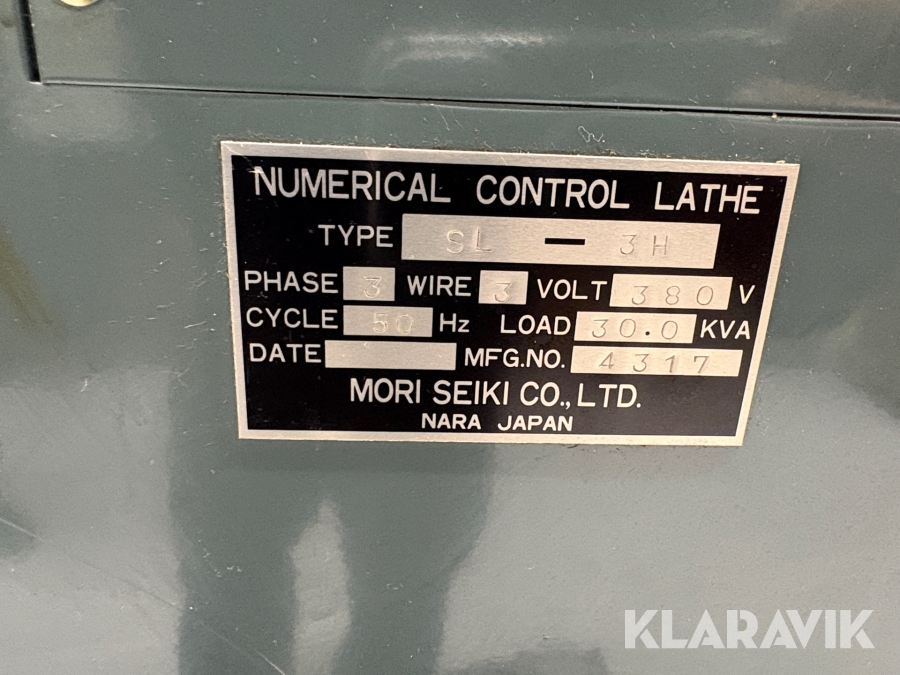 NUMERICAL CONTROL LATHE
TYPE SL - 3H
PHASE 3 WIRE 3 VOLT 380 V
CYCLE 50 Hz LOAD 30.0 KVA
DATE MFG.NO. 4317
MORI SEIKI CO., LTD.
NARA JAPAN
KLARAVIK